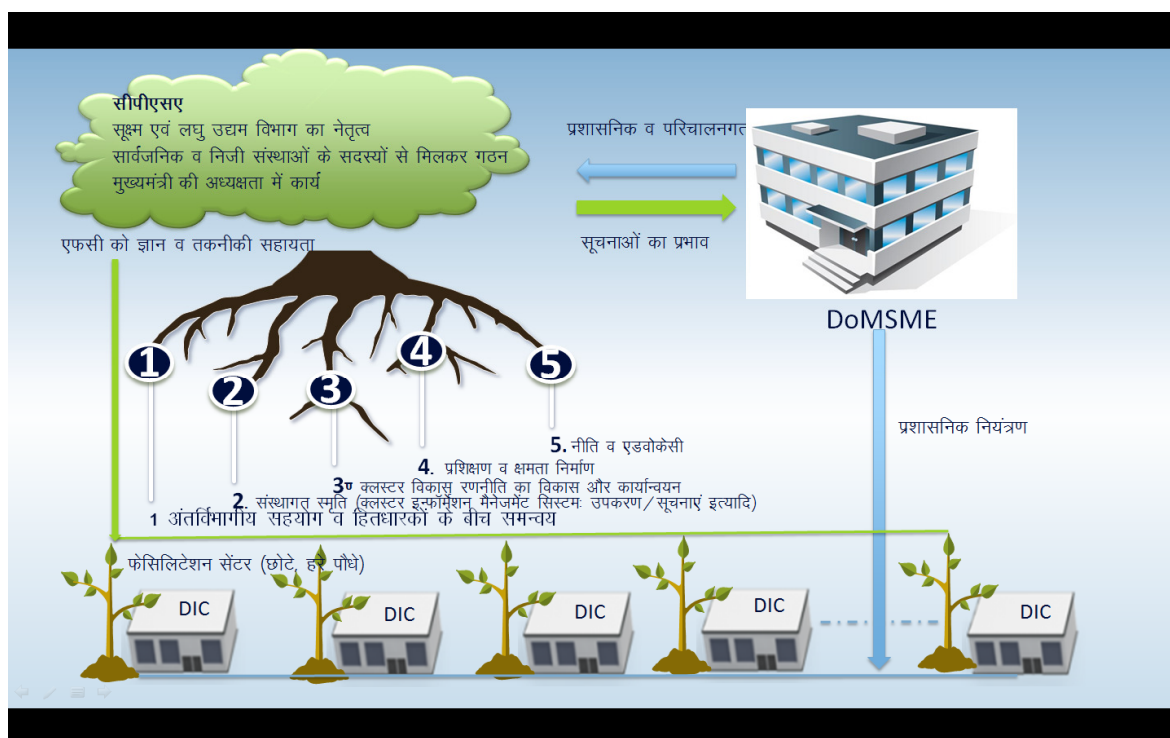 सीपीएसए
सूक्ष्म एवं लघु उद्यम विभाग का नेतृत्व
सार्वजनिक व निजी संस्थाओं के सदस्यों से मिलकर गठन
मुख्यमंत्री की अध्यक्षता में कार्य
प्रशासनिक व परिचालनगत
सूचनाओं का प्रभाव
एफसी को ज्ञान व तकनीकी सहायता
DoMSME
1
2
3
4
5
प्रशासनिक नियंत्रण
5. नीति व एडवोकेसी
4. प्रशिक्षण व क्षमता निर्माण
3ण् क्लस्टर विकास रणनीति का विकास और कार्यान्वयन
2. संस्थागत स्मृति (क्लस्टर इन्फॉर्मेशन मैनेजमेंट सिस्टमः उपकरण/सूचनाएं इत्यादि)
1 अंतर्विभागीय सहयोग व हितधारकों के बीच समन्वय
फेसिलिटेशन सेंटर (छोटे, हरे पौधे)
DIC
DIC
DIC
DIC
DIC